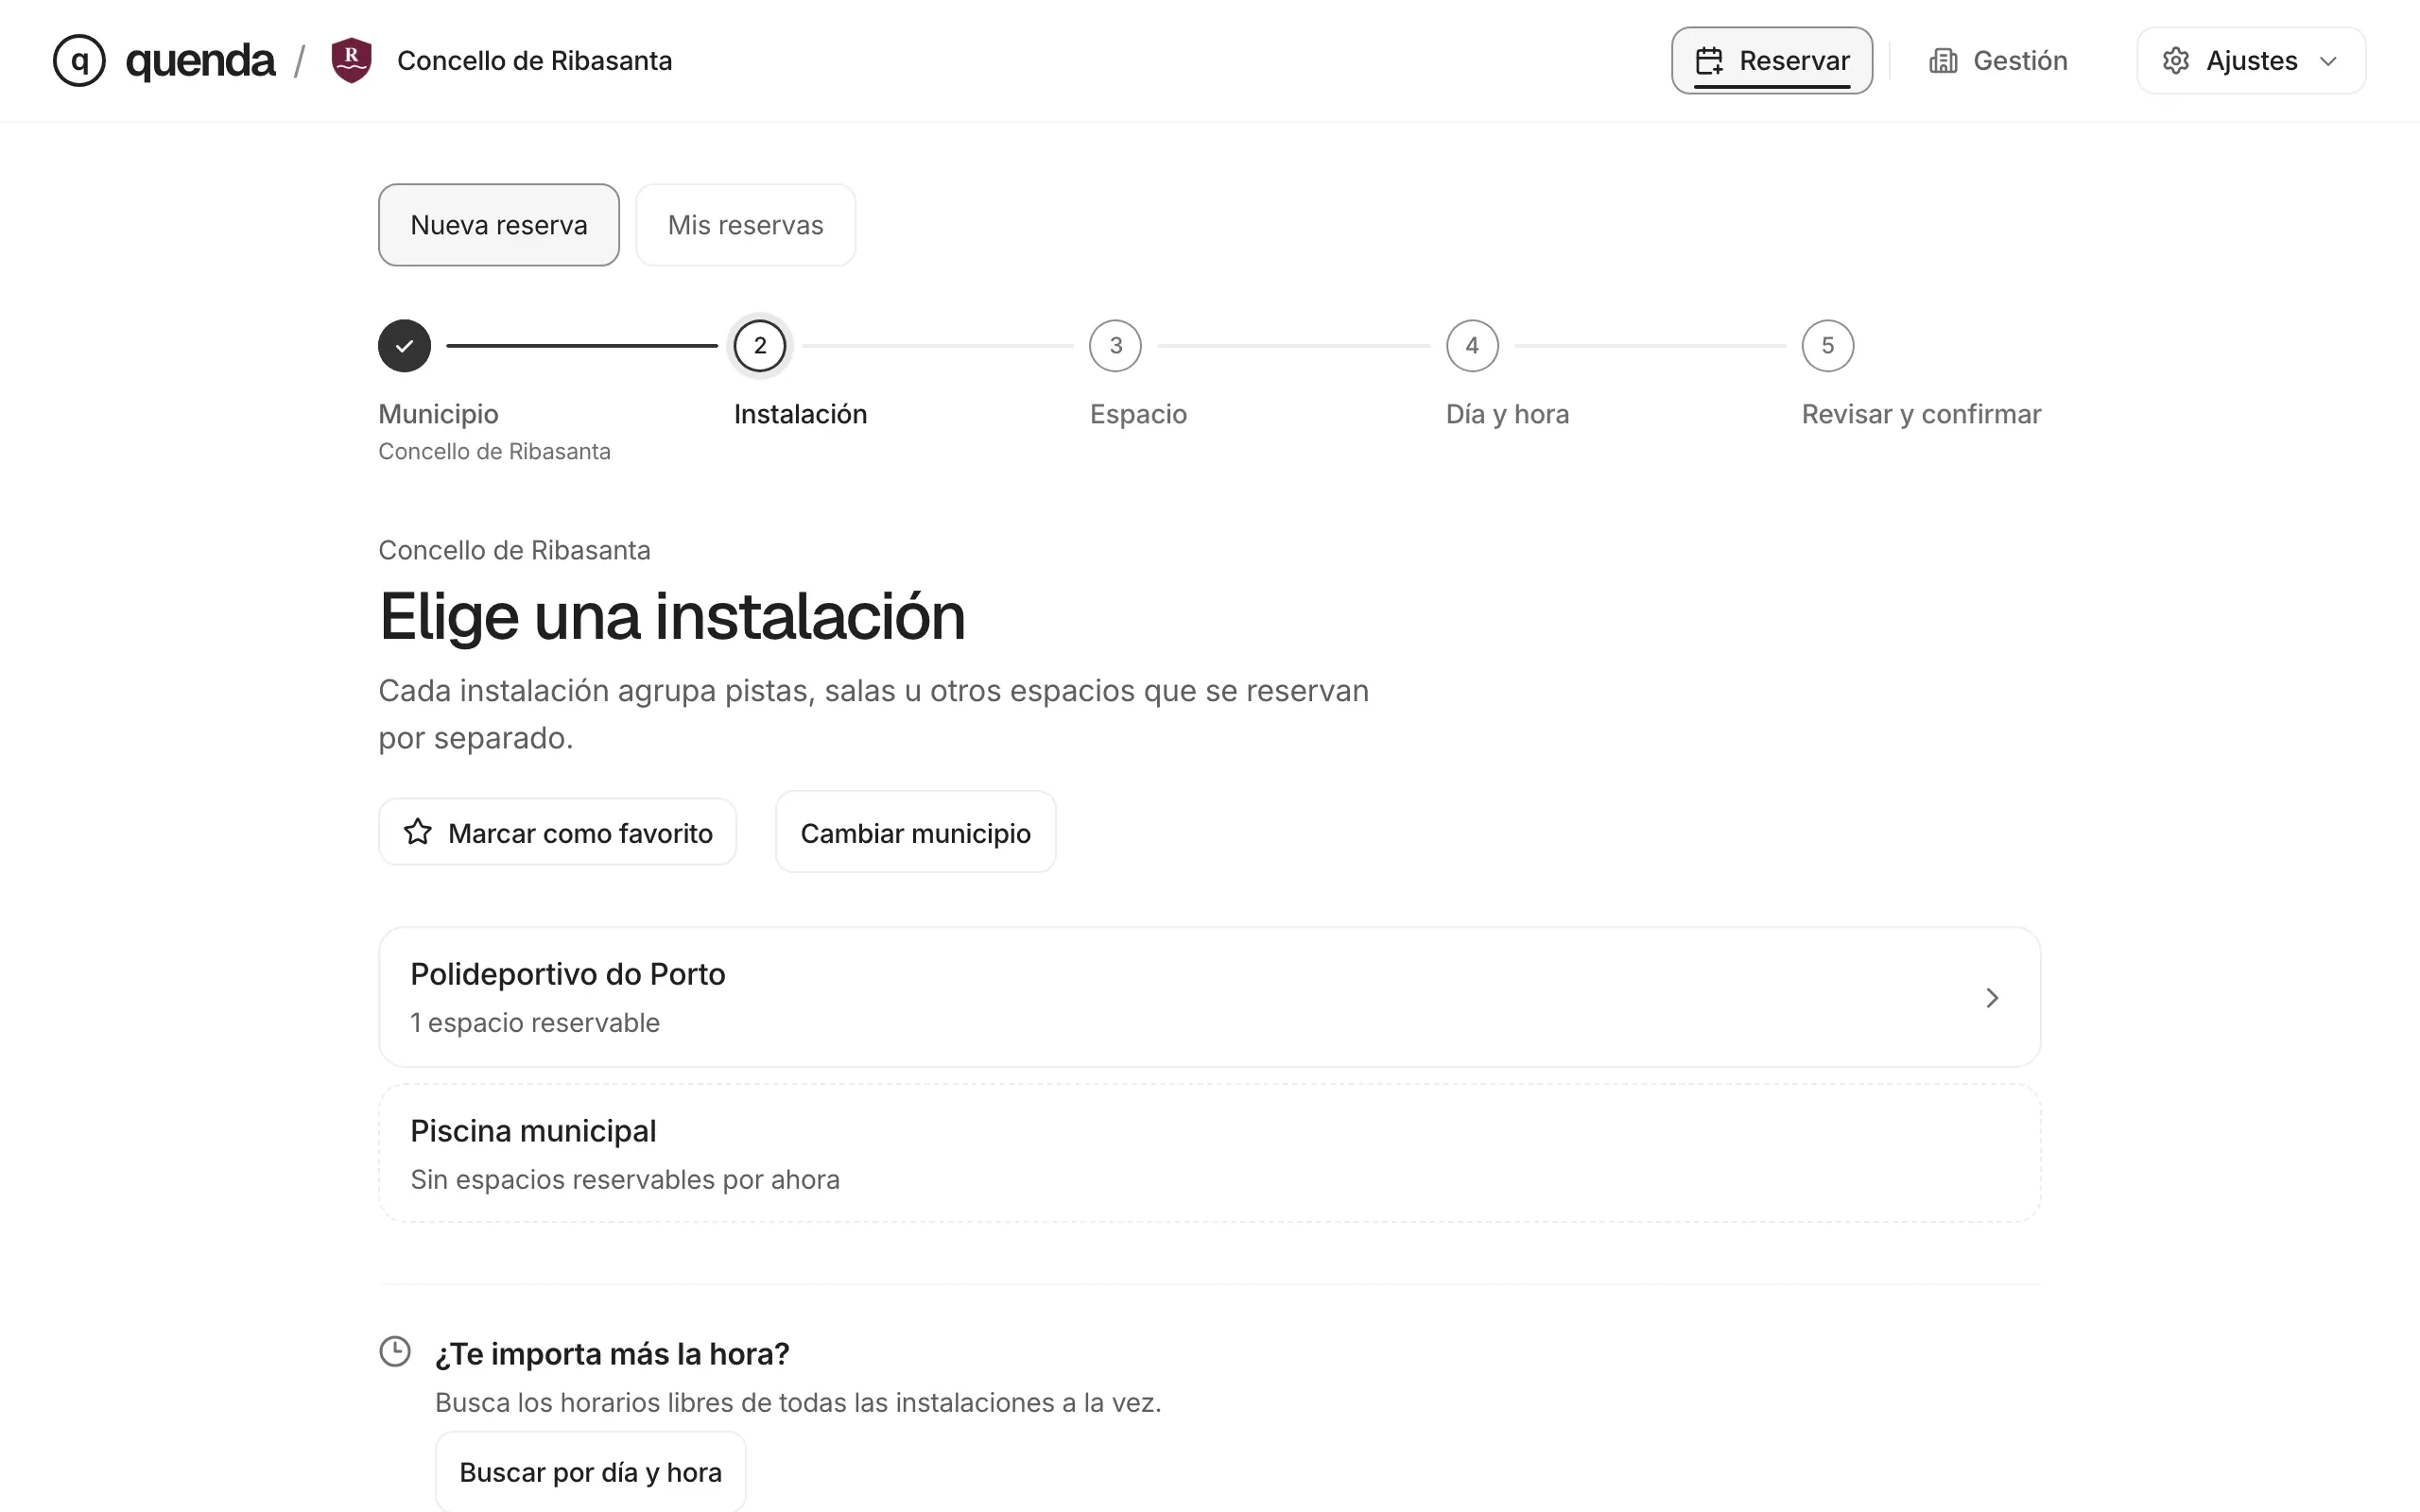 q quenda / R Concello de Ribasanta Reservar Gestión Ajustes
Nueva reserva Mis reservas
2 3 4 5
Municipio Instalación Espacio Día y hora Revisar y confirmar
Concello de Ribasanta
Concello de Ribasanta
Elige una instalación
Cada instalación agrupa pistas, salas u otros espacios que se reservan
por separado.
Marcar como favorito Cambiar municipio
Polideportivo do Porto
1 espacio reservable
Piscina municipal
Sin espacios reservables por ahora
¿Te importa más la hora?
Busca los horarios libres de todas las instalaciones a la vez.
Buscar por día y hora